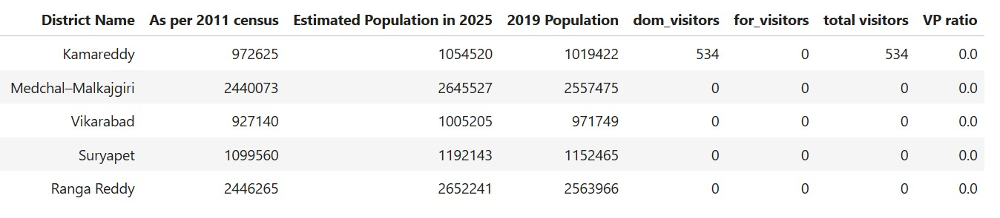 District Name As per 2011 census Estimated Population in 2025 2019 Population dom_visitors for_visitors total visitors VP ratio
Kamareddy 972625 1054520 1019422 534 0 534 0.0
Medchal–Malkajgiri 2440073 2645527 2557475 0 0 0 0.0
Vikarabad 927140 1005205 971749 0 0 0 0.0
Suryapet 1099560 1192143 1152465 0 0 0 0.0
Ranga Reddy 2446265 2652241 2563966 0 0 0 0.0